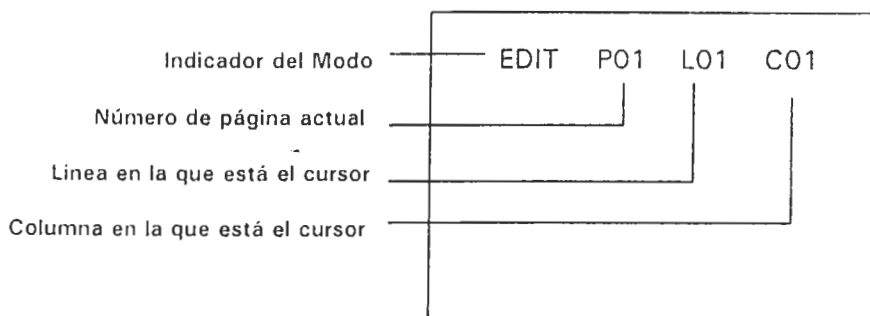 Indicador del Modo EDIT P01 L01 C01
Número de página actual
Linea en la que está el cursor
Columna en la que está el cursor